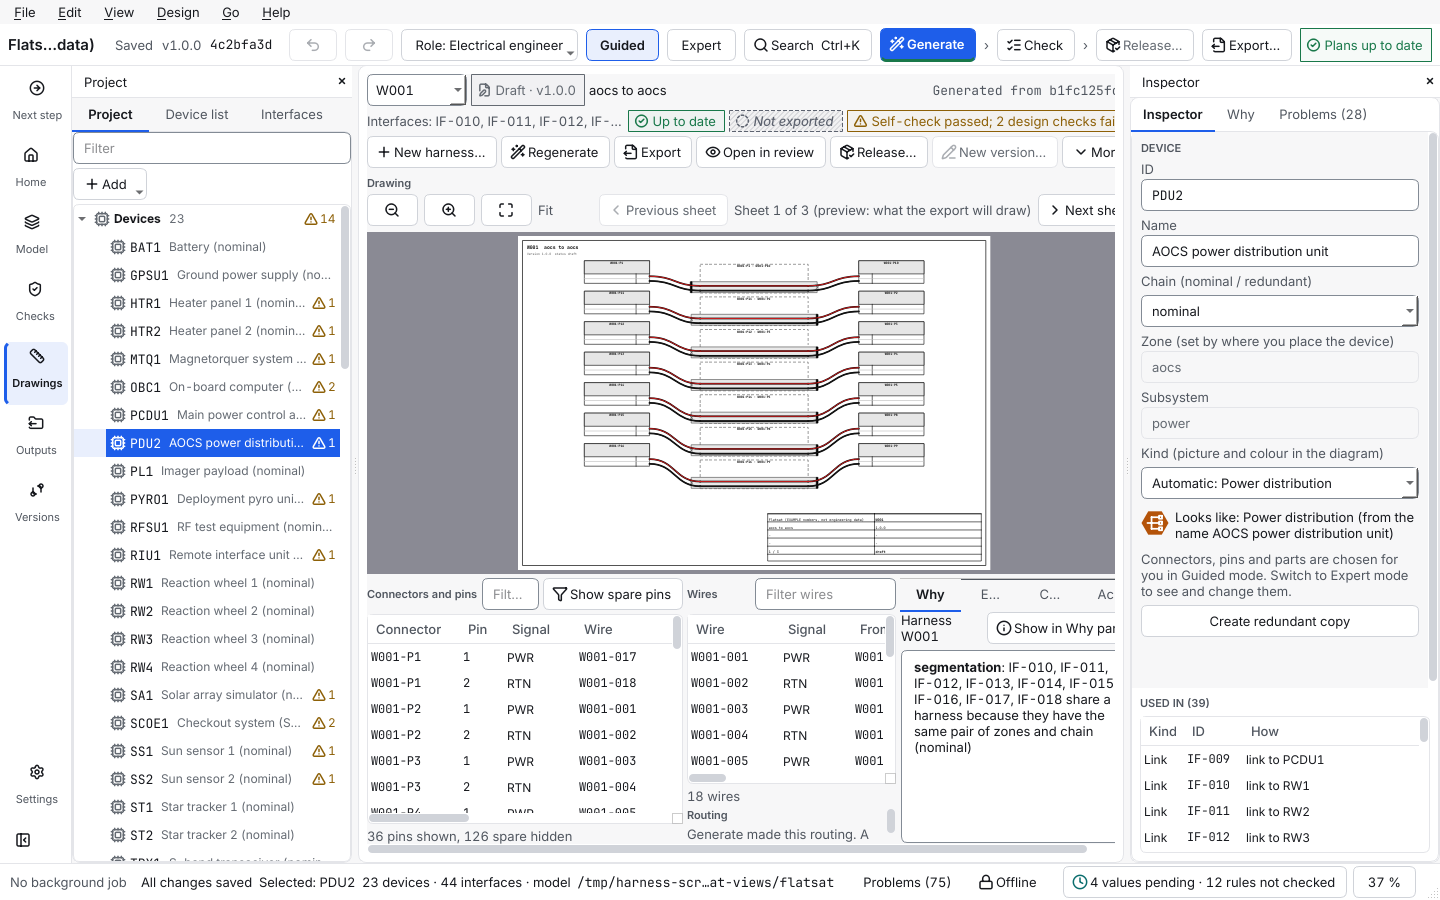 File Edit View Design Go Help
Flats...data) Saved v1.0.0 4c2bfa3d Role: Electrical engineer Guided Expert Search Ctrl+K Generate › Check › Release... Export... Plans up to date
Next step
Home
Model
Checks
Drawings
Outputs
Versions
Settings
Project ×
Project Device list Interfaces
Filter
+ Add
Devices 23 14
BAT1 Battery (nominal)
GPSU1 Ground power supply (no...
HTR1 Heater panel 1 (nomin... 1
HTR2 Heater panel 2 (nomin... 1
MTQ1 Magnetorquer system ... 1
OBC1 On-board computer (... 2
PCDU1 Main power control a... 1
PDU2 AOCS power distributi... 1
PL1 Imager payload (nominal)
PYRO1 Deployment pyro uni... 1
RFSU1 RF test equipment (nomin...
RIU1 Remote interface unit ... 1
RW1 Reaction wheel 1 (nominal)
RW2 Reaction wheel 2 (nominal)
RW3 Reaction wheel 3 (nominal)
RW4 Reaction wheel 4 (nominal)
SA1 Solar array simulator (n... 1
SCOE1 Checkout system (S... 2
SS1 Sun sensor 1 (nominal) 1
SS2 Sun sensor 2 (nominal) 1
ST1 Star tracker 1 (nominal)
ST2 Star tracker 2 (nominal)
W001 Draft · v1.0.0 aocs to aocs Generated from b1fc125fc
Interfaces: IF-010, IF-011, IF-012, IF-... Up to date Not exported Self-check passed; 2 design checks fai
+ New harness... Regenerate Export Open in review Release... New version... Mor
Drawing
Fit Previous sheet Sheet 1 of 3 (preview: what the export will draw) Next she
W001 aocs to aocs
Connectors and pins Filt... Show spare pins
Connector Pin Signal Wire
W001-P1 1 PWR W001-017
W001-P1 2 RTN W001-018
W001-P2 1 PWR W001-001
W001-P2 2 RTN W001-002
W001-P3 1 PWR W001-003
W001-P3 2 RTN W001-004
W001-P4 1 PWR W001-005
36 pins shown, 126 spare hidden
Wires Filter wires
Wire Signal Fron
W001-001 PWR W001
W001-002 RTN W001
W001-003 PWR W001
W001-004 RTN W001
W001-005 PWR W001
18 wires
Routing
Generate made this routing. A
Why E... C... Ac
Harness W001 Show in Why par
segmentation: IF-010, IF-011,
IF-012, IF-013, IF-014, IF-015
IF-016, IF-017, IF-018 share a
harness because they have the
same pair of zones and chain
(nominal)
Inspector ×
Inspector Why Problems (28)
DEVICE
ID
PDU2
Name
AOCS power distribution unit
Chain (nominal / redundant)
nominal
Zone (set by where you place the device)
aocs
Subsystem
power
Kind (picture and colour in the diagram)
Automatic: Power distribution
Looks like: Power distribution (from the
name AOCS power distribution unit)
Connectors, pins and parts are chosen for
you in Guided mode. Switch to Expert mode
to see and change them.
Create redundant copy
USED IN (39)
Kind ID How
Link IF-009 link to PCDU1
Link IF-010 link to RW1
Link IF-011 link to RW2
Link IF-012 link to RW3
No background job All changes saved Selected: PDU2 23 devices · 44 interfaces · model /tmp/harness-scr…at-views/flatsat Problems (75) Offline 4 values pending · 12 rules not checked 37 %